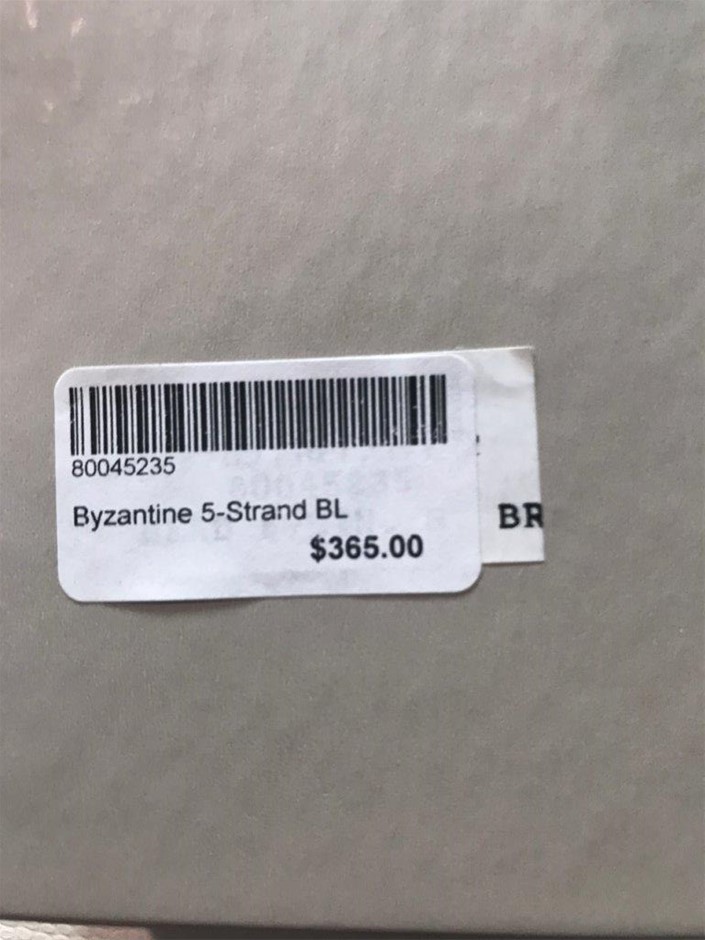 80045235
Byzantine 5-Strand BL
BR
$365.00